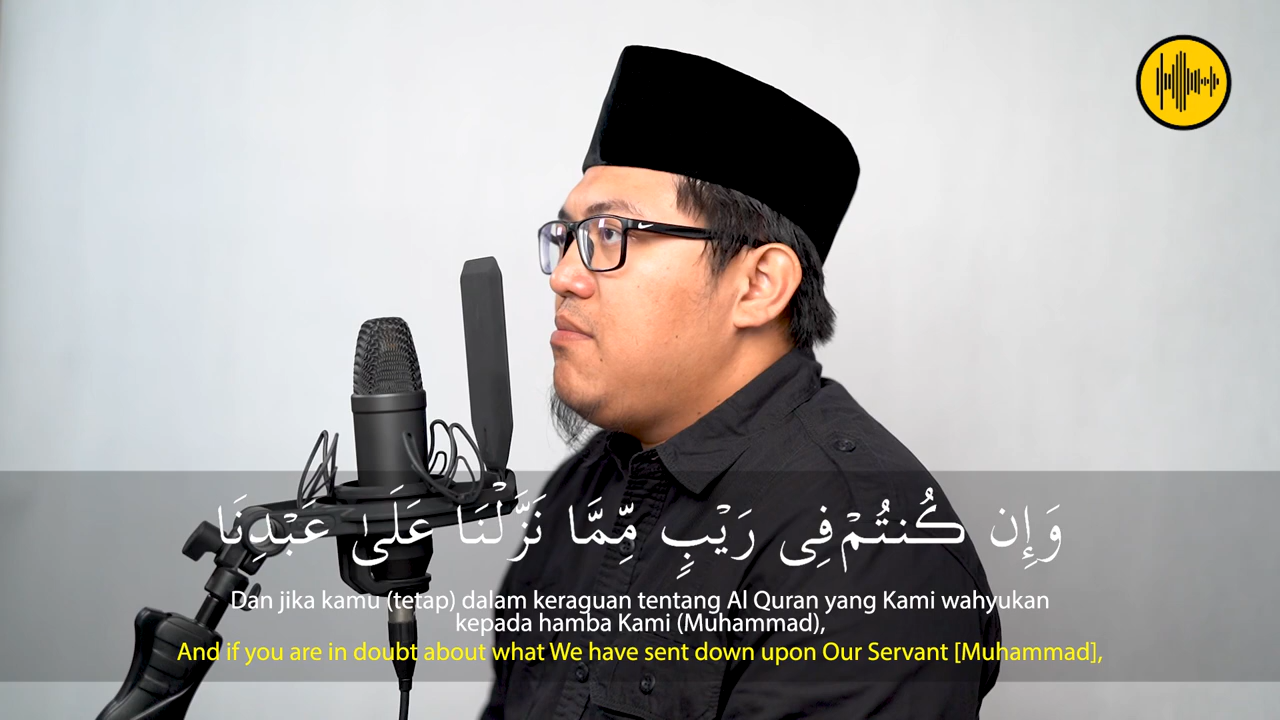 وَإِن كُنتُمْ فِى رَيْبٍ مِّمَّا نَزَّلْنَا عَلَىٰ عَبْدِنَا
Dan jika kamu (tetap) dalam keraguan tentang Al Quran yang Kami wahyukan
kepada hamba Kami (Muhammad),
And if you are in doubt about what We have sent down upon Our Servant [Muhammad],